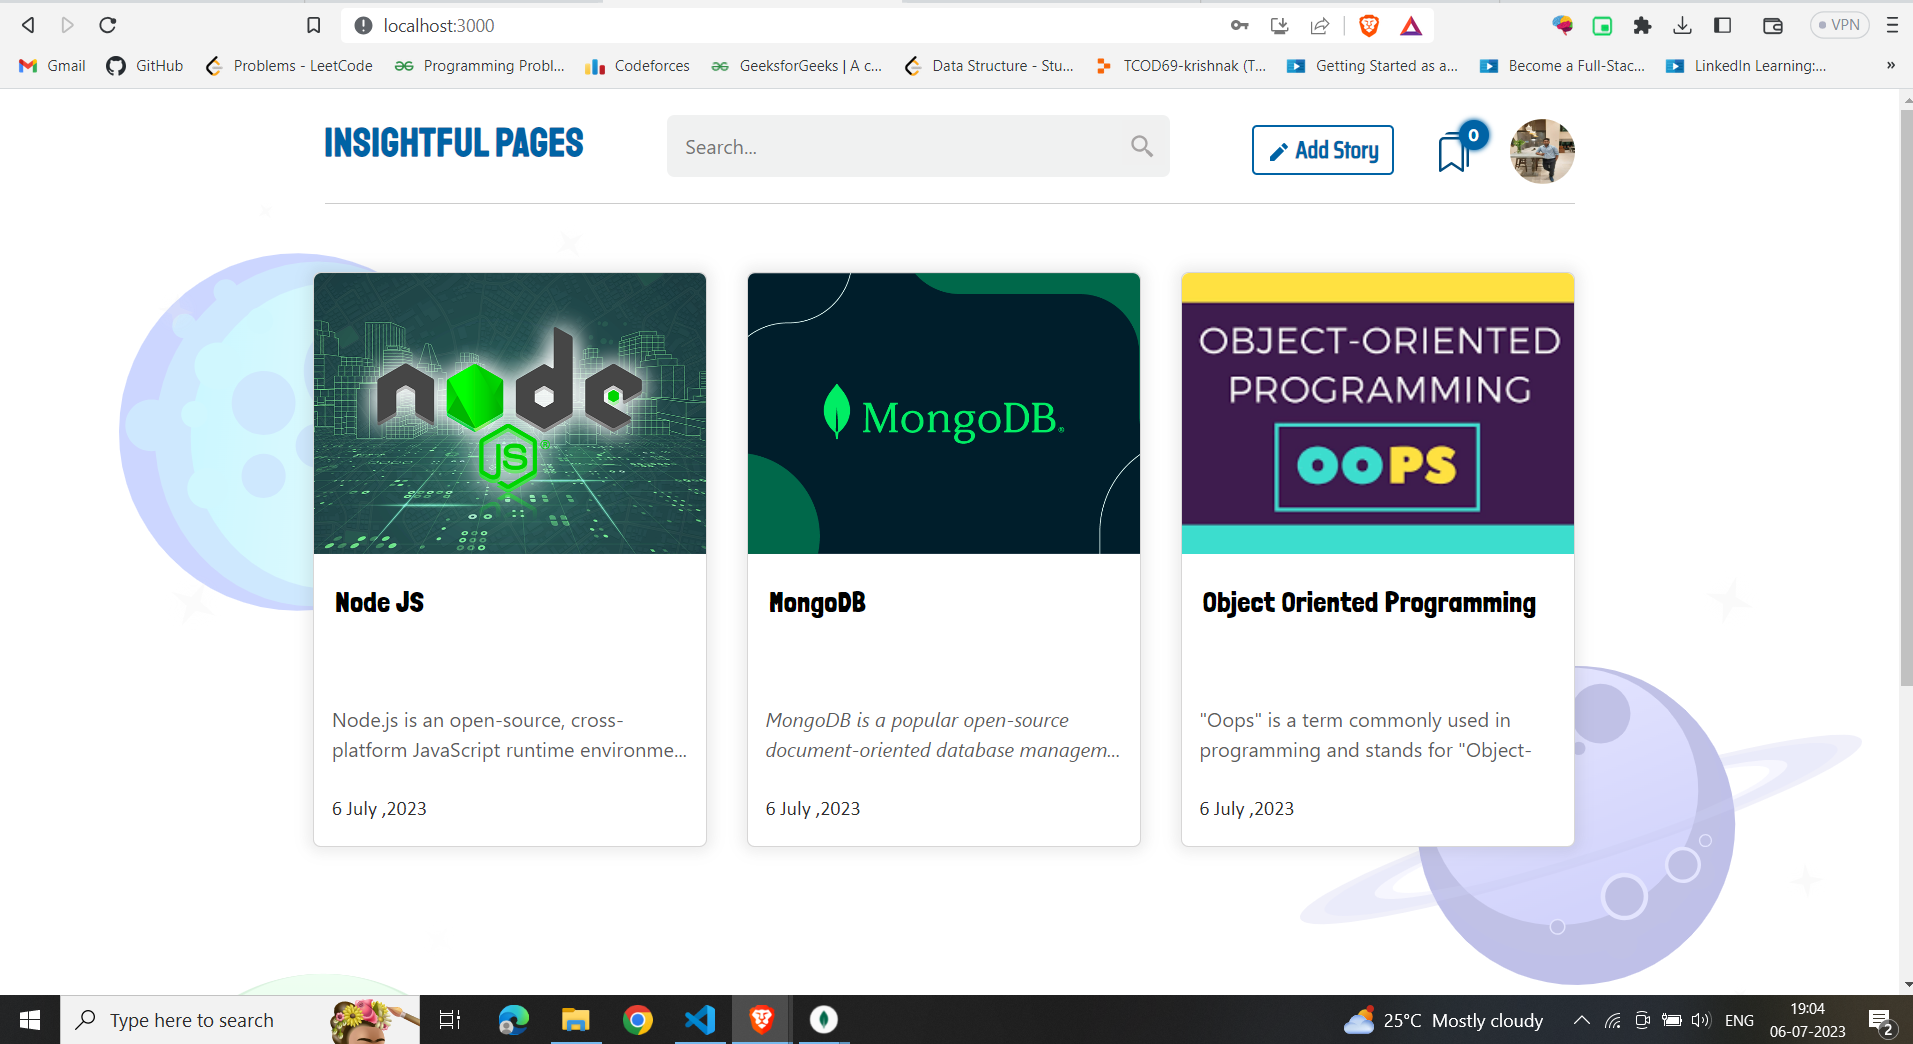 localhost:3000
VPN
Gmail
GitHub
Problems - LeetCode
Programming Probl...
Codeforces
GeeksforGeeks | A c...
Data Structure - Stu...
TCOD69-krishnak (T...
Getting Started as a...
Become a Full-Stac...
LinkedIn Learning:...
»
INSIGHTFUL PAGES
Search...
Add Story
0
node
JS
MongoDB®
OBJECT-ORIENTED
PROGRAMMING
OOPS
Node JS
MongoDB
Object Oriented Programming
Node.js is an open-source, cross-
platform JavaScript runtime environme...
MongoDB is a popular open-source
document-oriented database managem...
"Oops" is a term commonly used in
programming and stands for "Object-
6 July ,2023
6 July ,2023
6 July ,2023
Type here to search
25°C Mostly cloudy
ENG
19:04
06-07-2023
2